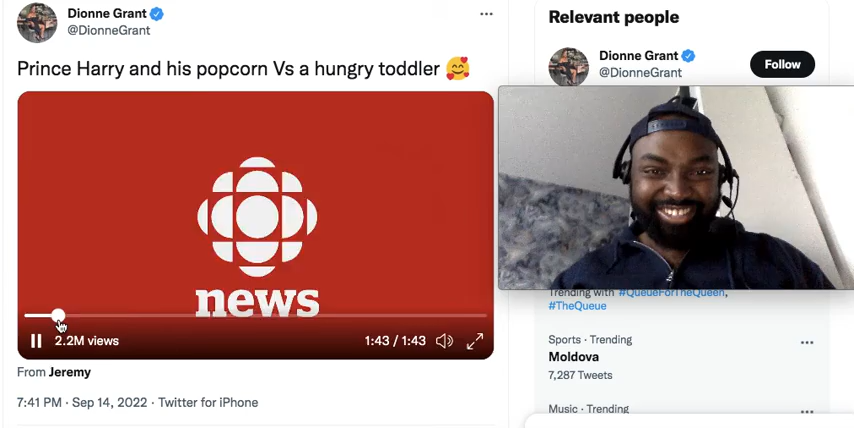 Dionne Grant
@DionneGrant
Prince Harry and his popcorn Vs a hungry toddler 🥰
news
2.2M views
1:43 / 1:43
From Jeremy
7:41 PM · Sep 14, 2022 · Twitter for iPhone
Relevant people
Dionne Grant
@DionneGrant
Follow
Trending with #QueueForTheQueen,
#TheQueue
Sports · Trending
Moldova
7,287 Tweets
Music · Trending